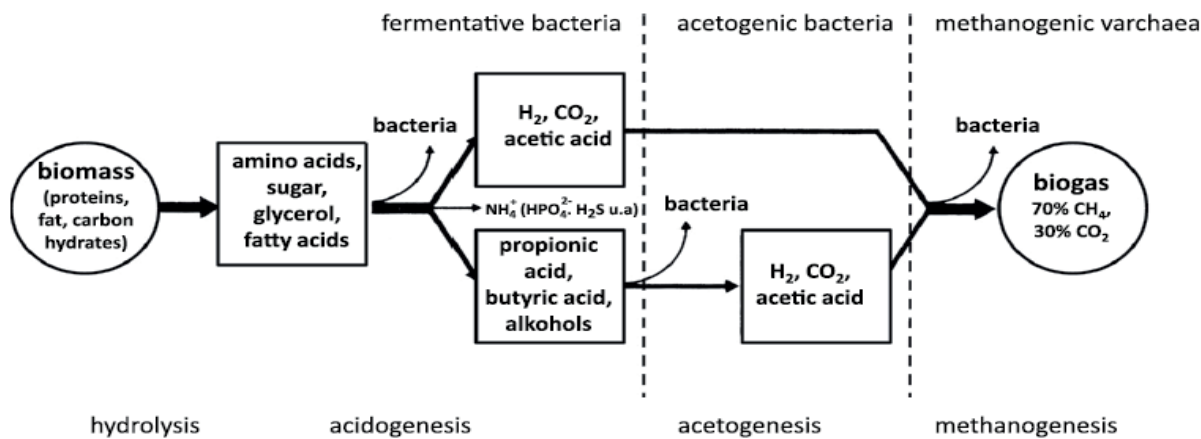 fermentative bacteria
acetogenic bacteria
methanogenic varchaea
biomass
(proteins,
fat, carbon
hydrates)
amino acids,
sugar,
glycerol,
fatty acids
bacteria
H₂, CO₂,
acetic acid
NH₄⁺ (HPO₄²⁻ H₂S u.a)
propionic
acid,
butyric acid,
alkohols
bacteria
H₂, CO₂,
acetic acid
bacteria
biogas
70% CH₄,
30% CO₂
hydrolysis
acidogenesis
acetogenesis
methanogenesis